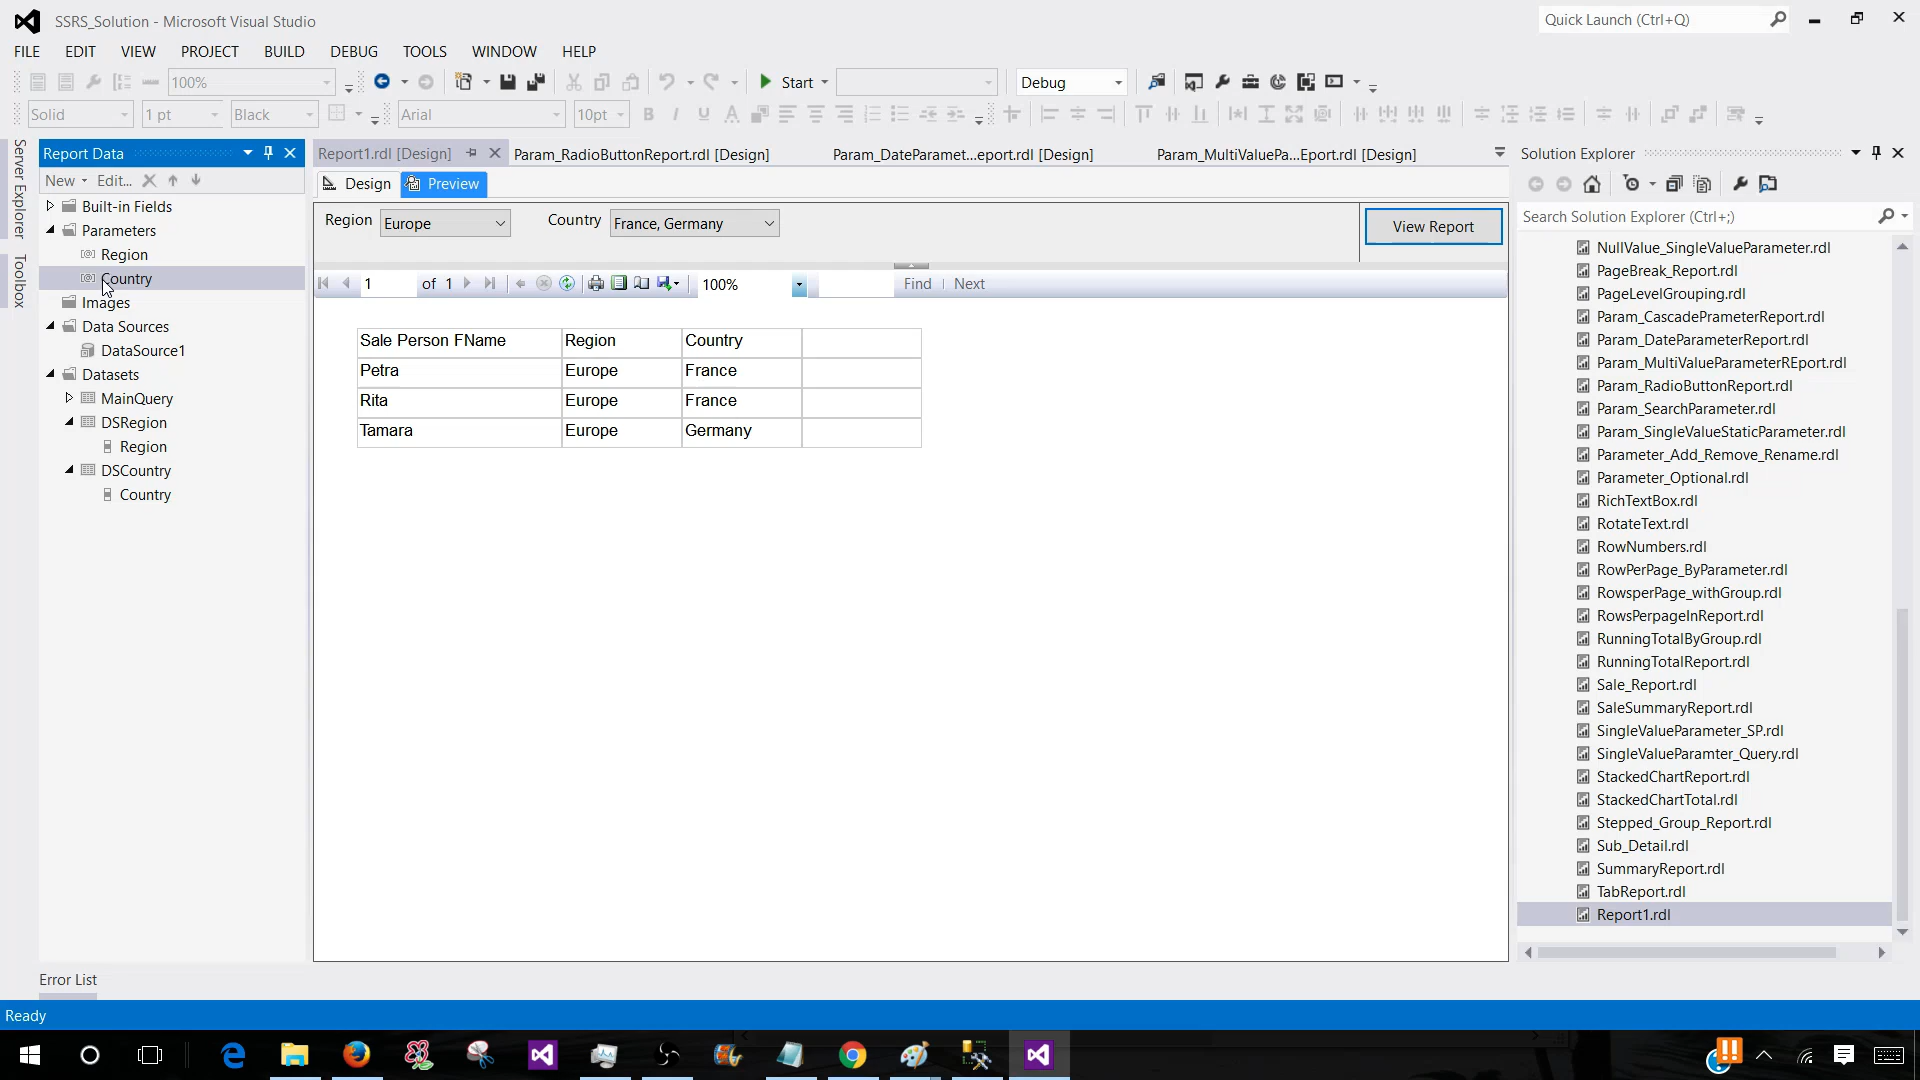 SSRS_Solution - Microsoft Visual Studio
Quick Launch (Ctrl+Q)
FILE EDIT VIEW PROJECT BUILD DEBUG TOOLS WINDOW HELP
100% Start Debug
Solid 1 pt Black Arial 10pt B I U A
Server Explorer
Toolbox
Report Data
New Edit...
Built-in Fields
Parameters
Region
Country
Images
Data Sources
DataSource1
Datasets
MainQuery
DSRegion
Region
DSCountry
Country
Report1.rdl [Design] Param_RadioButtonReport.rdl [Design] Param_DateParamet...eport.rdl [Design] Param_MultiValuePa...Eport.rdl [Design]
Design Preview
Region Europe Country France, Germany View Report
1 of 1 100% Find | Next
Sale Person FName Region Country
Petra Europe France
Rita Europe France
Tamara Europe Germany
Solution Explorer
Search Solution Explorer (Ctrl+;)
NullValue_SingleValueParameter.rdl
PageBreak_Report.rdl
PageLevelGrouping.rdl
Param_CascadePrameterReport.rdl
Param_DateParameterReport.rdl
Param_MultiValueParameterREport.rdl
Param_RadioButtonReport.rdl
Param_SearchParameter.rdl
Param_SingleValueStaticParameter.rdl
Parameter_Add_Remove_Rename.rdl
Parameter_Optional.rdl
RichTextBox.rdl
RotateText.rdl
RowNumbers.rdl
RowPerPage_ByParameter.rdl
RowsperPage_withGroup.rdl
RowsPerpageInReport.rdl
RunningTotalByGroup.rdl
RunningTotalReport.rdl
Sale_Report.rdl
SaleSummaryReport.rdl
SingleValueParameter_SP.rdl
SingleValueParamter_Query.rdl
StackedChartReport.rdl
StackedChartTotal.rdl
Stepped_Group_Report.rdl
Sub_Detail.rdl
SummaryReport.rdl
TabReport.rdl
Report1.rdl
Error List
Ready